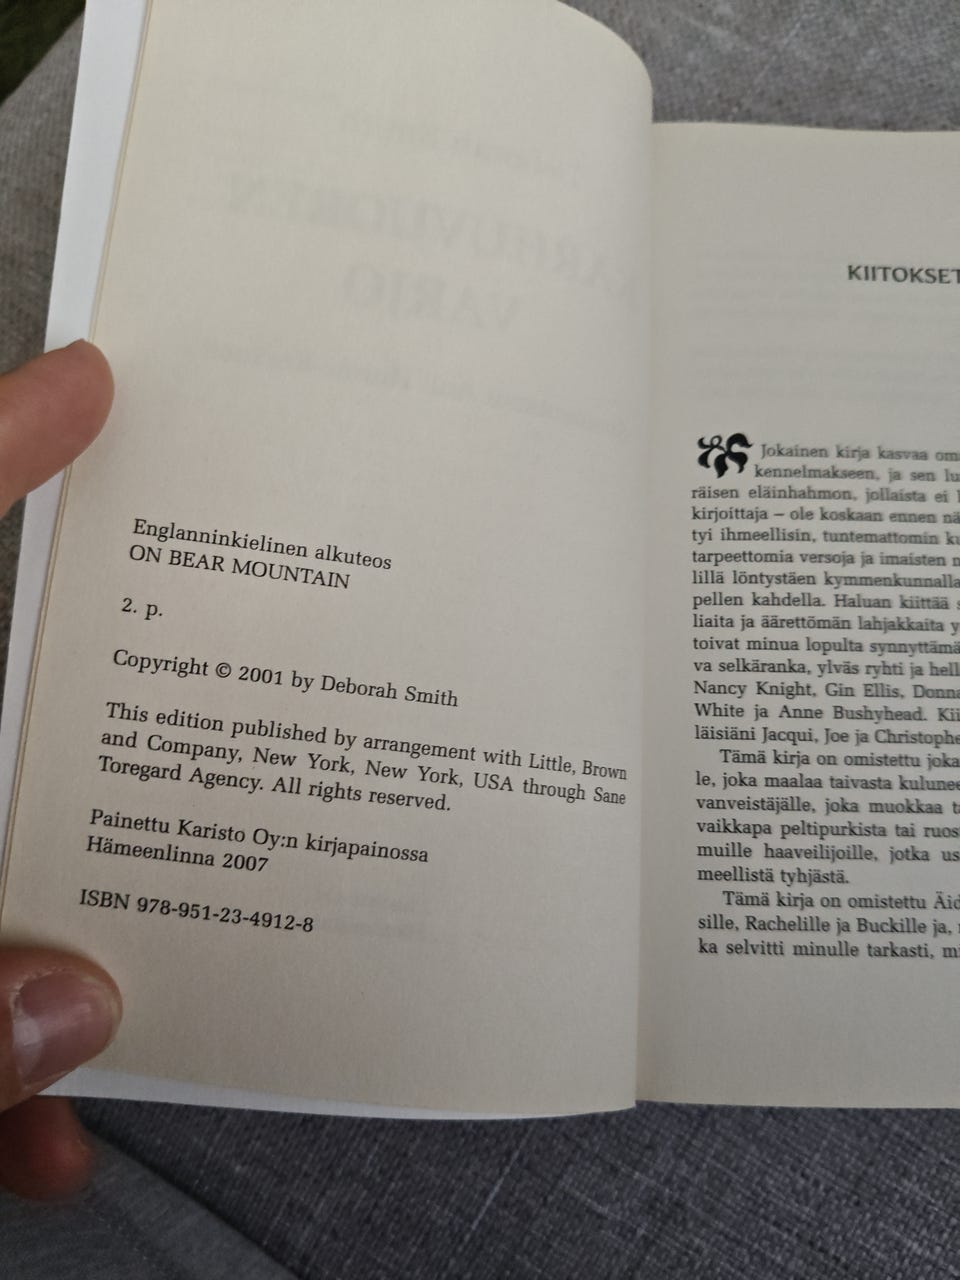 Englanninkielinen alkuteos
ON BEAR MOUNTAIN
2. p.
Copyright © 2001 by Deborah Smith
This edition published by arrangement with Little, Brown
and Company, New York, New York, USA through Sane
Toregard Agency. All rights reserved.
Painettu Karisto Oy:n kirjapainossa
Hämeenlinna 2007
ISBN 978-951-23-4912-8
KIITOKSET
Jokainen kirja kasvaa
kennelmakseen, ja sen
räisen eläinhahmon, jollaista ei
kirjoittaja – ole koskaan ennen
tyi ihmeellisin, tuntemattomin
tarpeettomia versoja ja imaisten
lillä löntystäen kymmenkunnalla
pellen kahdella. Haluan kiittää
liaita ja äärettömän lahjakkaita
toivat minua lopulta synnyttämä
va selkäranka, ylväs ryhti ja
Nancy Knight, Gin Ellis, Donna
White ja Anne Bushyhead.
läisiäni Jacqui, Joe ja Christophe
Tämä kirja on omistettu
le, joka maalaa taivasta
vanveistäjälle, joka muokkaa
vaikkapa peltipurkista tai
muille haaveilijoille, jotka
meellistä tyhjästä.
Tämä kirja on omistettu
sille, Rachelille ja Buckille ja,
ka selvitti minulle tarkasti,